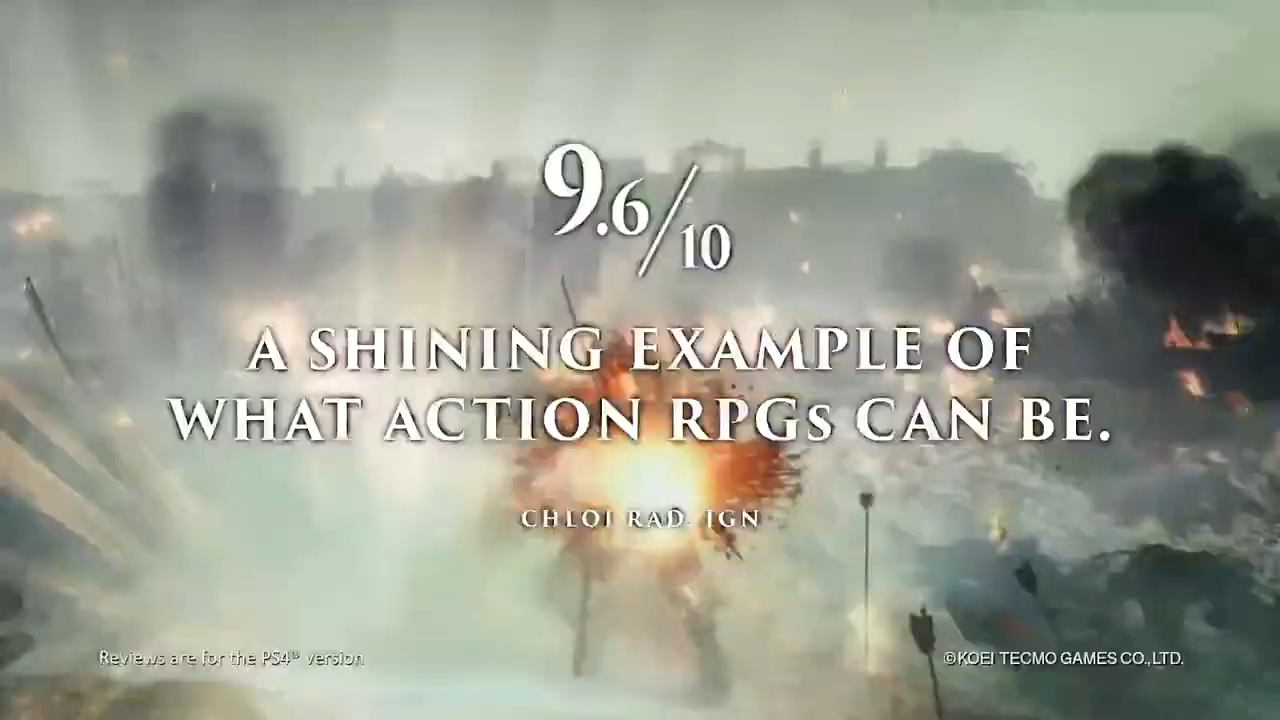 9.6/10
A SHINING EXAMPLE OF
WHAT ACTION RPGs CAN BE.
CHLOI RAD, IGN
Reviews are for the PS4® version
©KOEI TECMO GAMES CO., LTD.